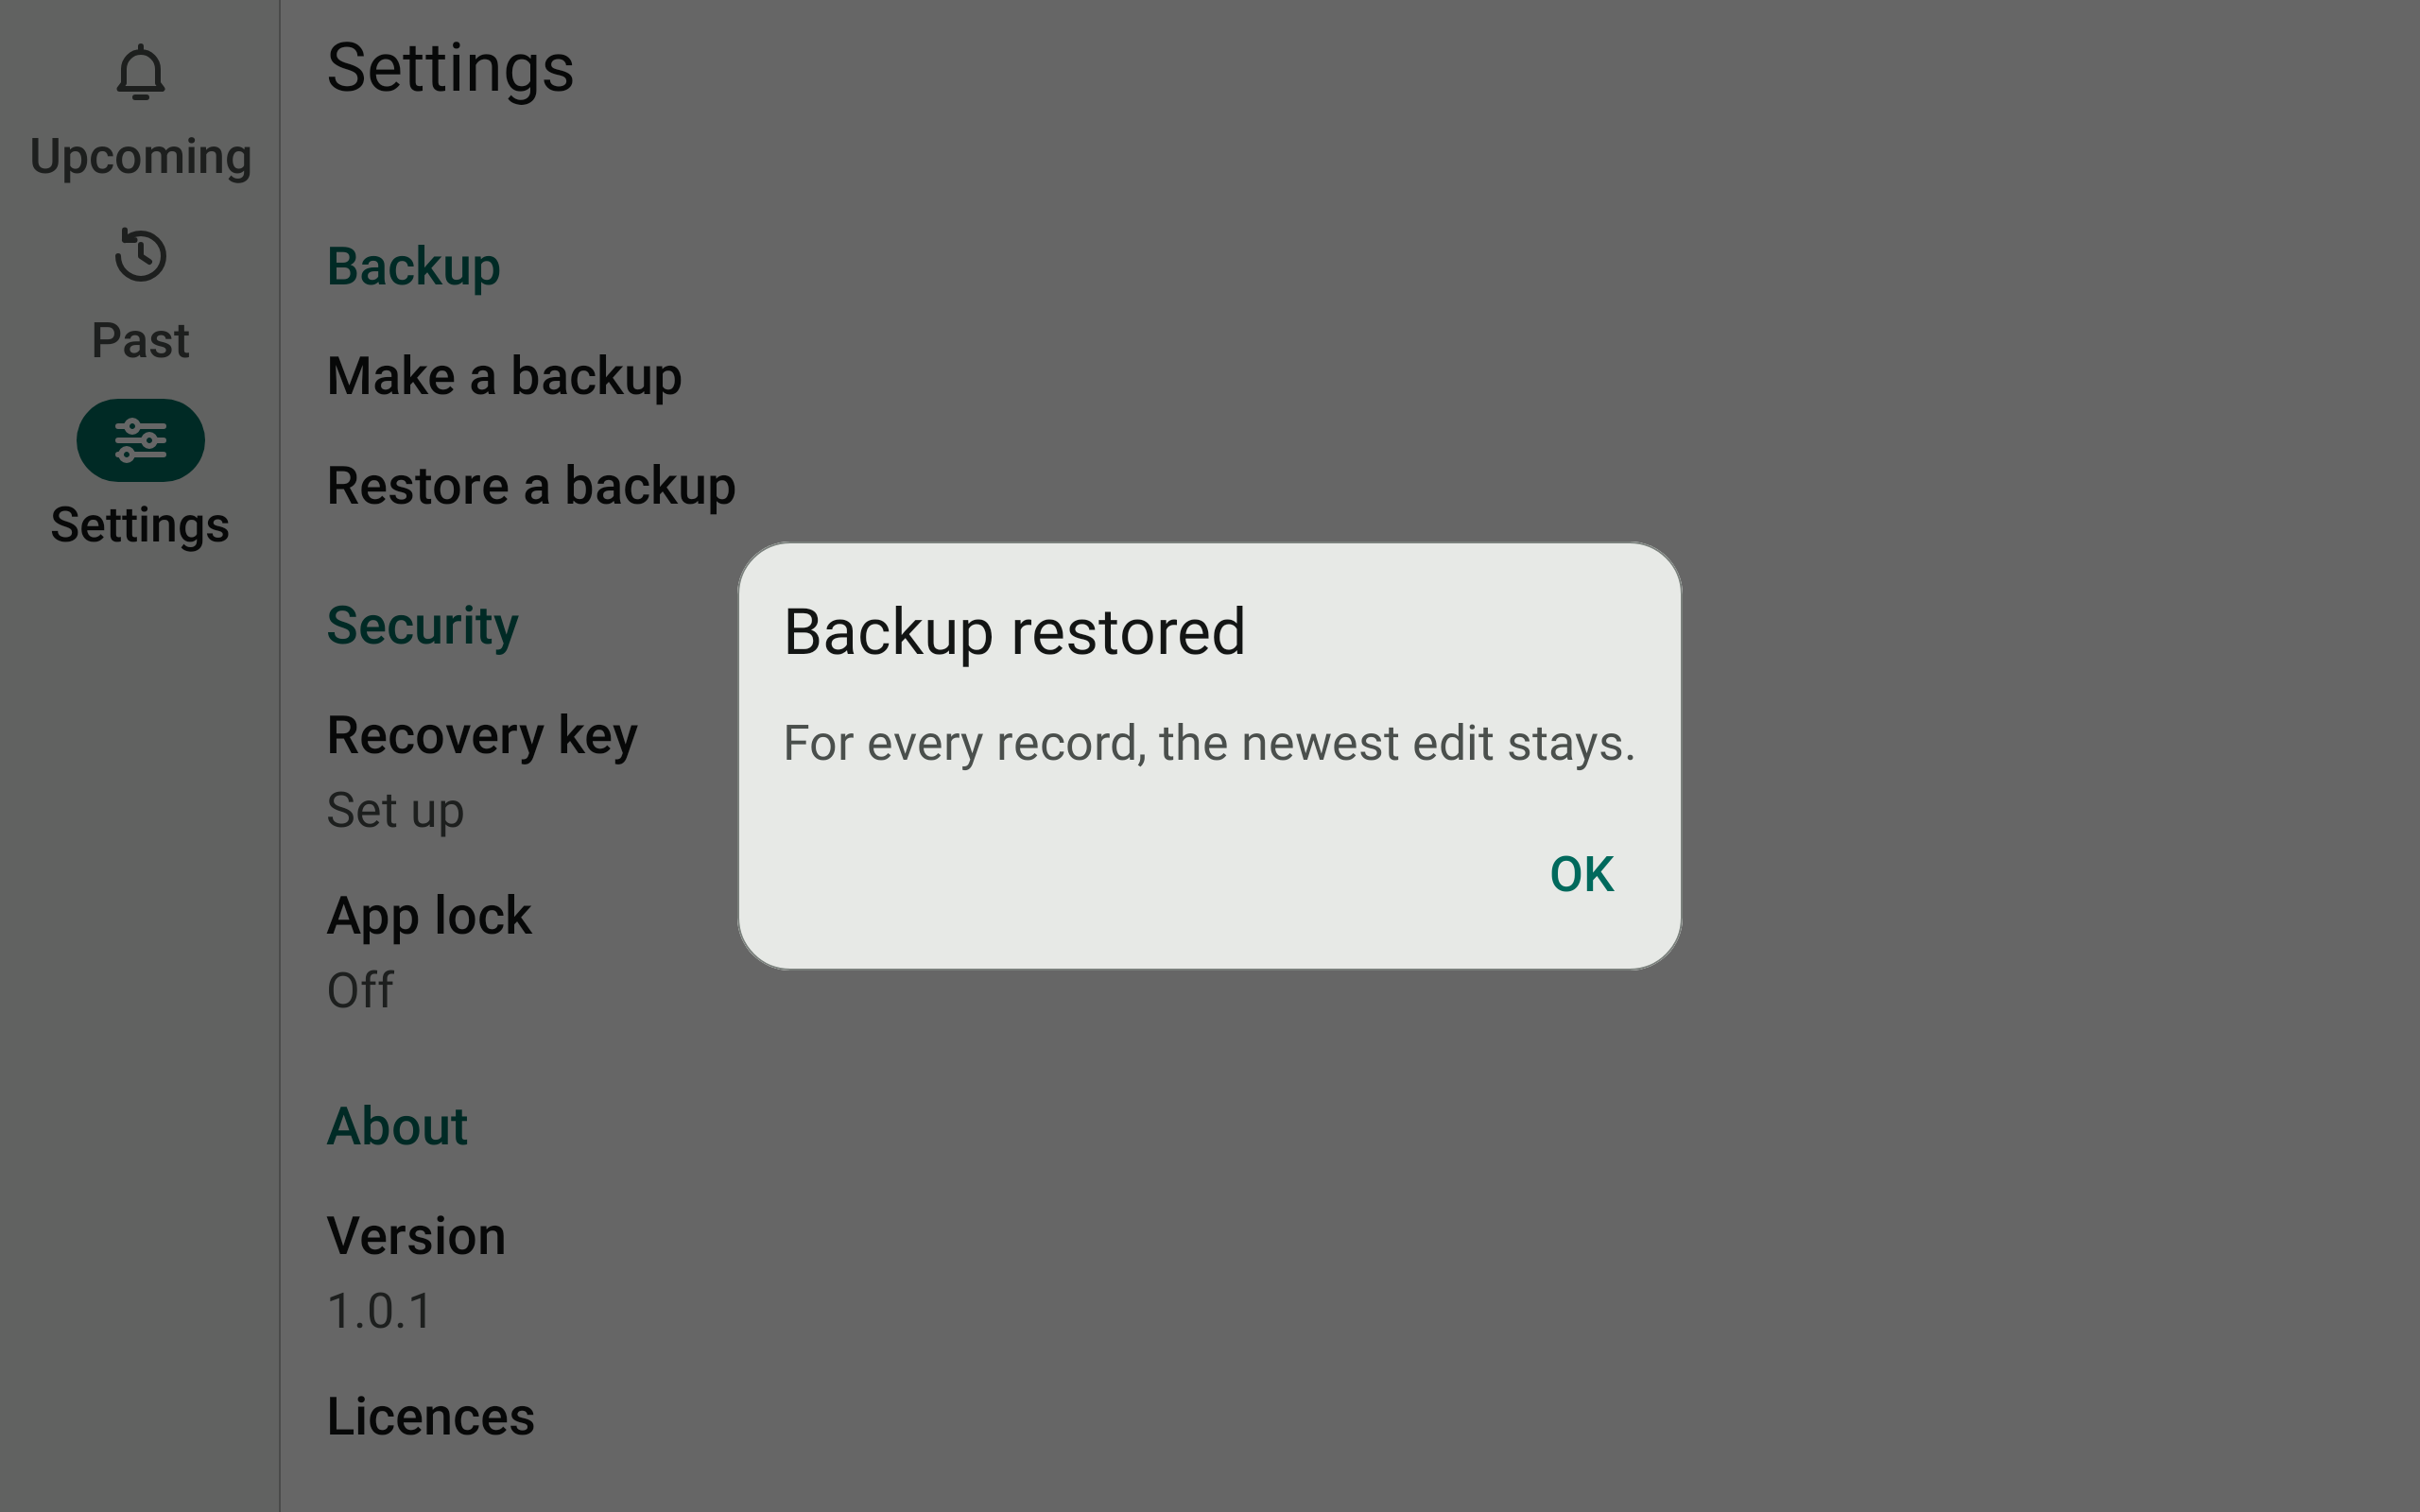 Upcoming
Past
Settings
Settings
Backup
Make a backup
Restore a backup
Security
Recovery key
Set up
App lock
Off
About
Version
1.0.1
Licences
Backup restored
For every record, the newest edit stays.
OK